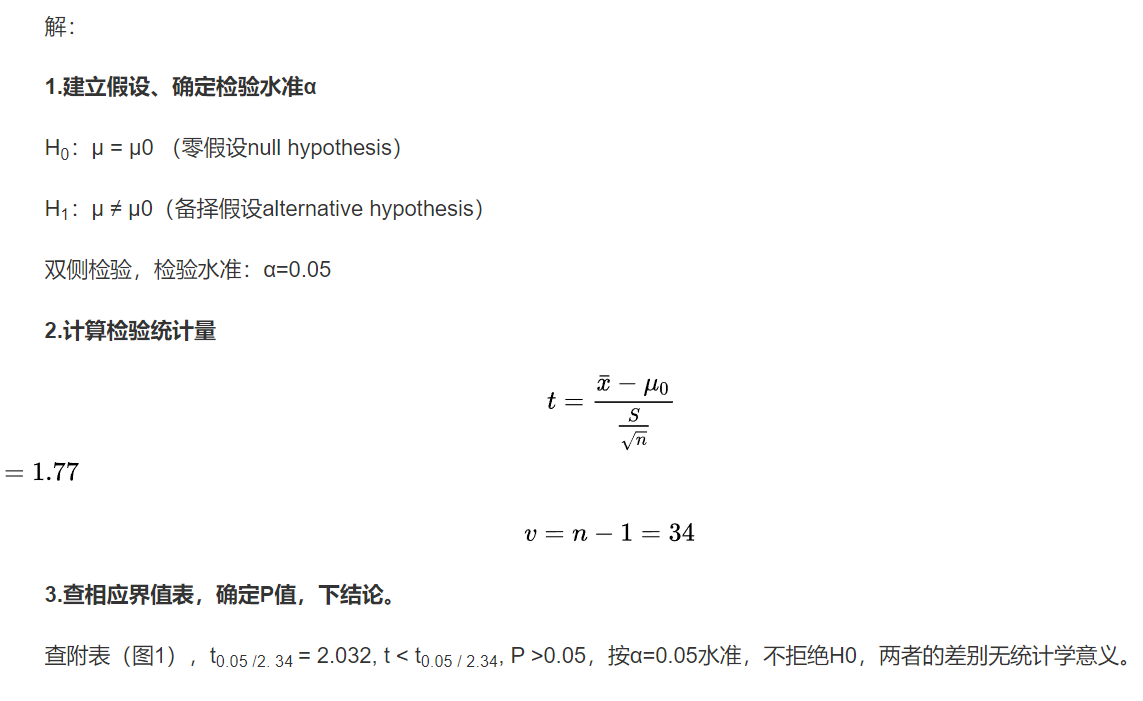 解：
1.建立假设、确定检验水准α
H₀：μ = μ0 （零假设null hypothesis）
H₁：μ ≠ μ0（备择假设alternative hypothesis）
双侧检验，检验水准：α=0.05
2.计算检验统计量
t = \frac{\bar{x} - \mu_0}{\frac{S}{\sqrt{n}}}
= 1.77
v = n − 1 = 34
3.查相应界值表，确定P值，下结论。
查附表（图1）, t₀.₀₅ /₂. ₃₄ = 2.032, t < t₀.₀₅ / ₂.₃₄, P >0.05，按α=0.05水准，不拒绝H0，两者的差别无统计学意义。